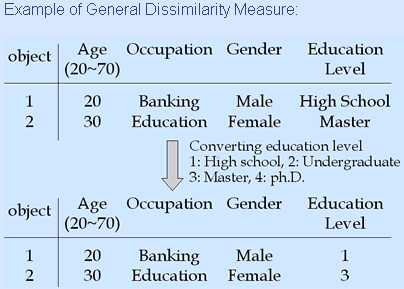 Example of General Dissimilarity Measure:
object Age (20~70) Occupation Gender Education Level
1 20 Banking Male High School
2 30 Education Female Master
Converting education level
1: High school, 2: Undergraduate
3: Master, 4: ph.D.
object Age (20~70) Occupation Gender Education Level
1 20 Banking Male 1
2 30 Education Female 3